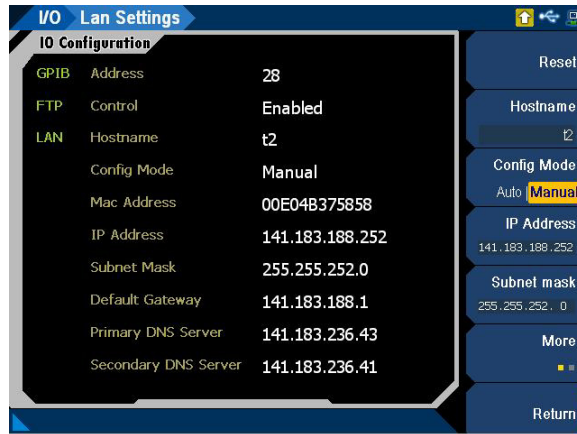 I/O Lan Settings
IO Configuration
GPIB Address 28
FTP Control Enabled
LAN Hostname t2
Config Mode Manual
Mac Address 00E04B375858
IP Address 141.183.188.252
Subnet Mask 255.255.252.0
Default Gateway 141.183.188.1
Primary DNS Server 141.183.236.43
Secondary DNS Server 141.183.236.41
Reset
Hostname
t2
Config Mode
Auto |Manual
IP Address
141.183.188.252
Subnet mask
255.255.252. 0
More
Return